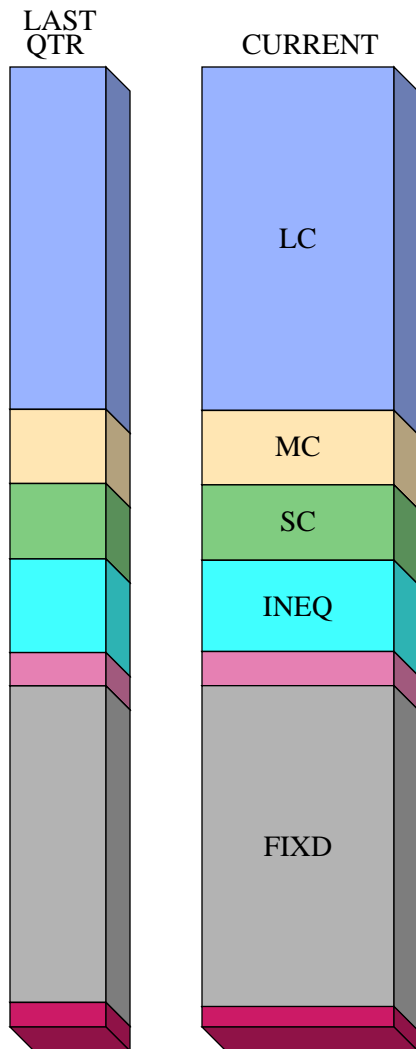 LAST
QTR
CURRENT
LC
MC
SC
INEQ
FIXD